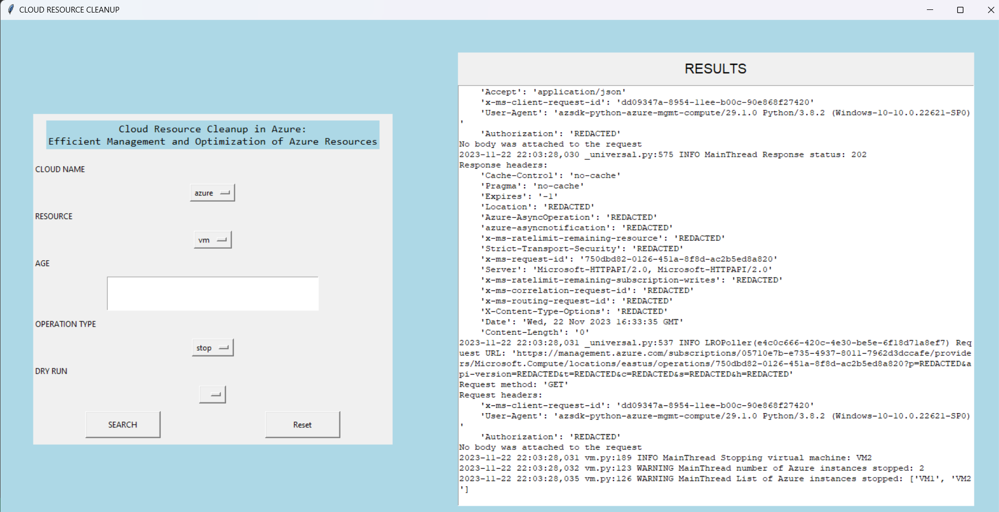 CLOUD RESOURCE CLEANUP
Cloud Resource Cleanup in Azure:
Efficient Management and Optimization of Azure Resources
CLOUD NAME
azure
RESOURCE
vm
AGE
OPERATION TYPE
stop
DRY RUN
SEARCH
Reset
RESULTS
'Accept': 'application/json'
'x-ms-client-request-id': 'dd09347a-8954-11ee-b00c-90e868f27420'
'User-Agent': 'azsdk-python-azure-mgmt-compute/29.1.0 Python/3.8.2 (Windows-10-10.0.22621-SP0)
'
'Authorization': 'REDACTED'
No body was attached to the request
2023-11-22 22:03:28,030 _universal.py:575 INFO MainThread Response status: 202
Response headers:
'Cache-Control': 'no-cache'
'Pragma': 'no-cache'
'Expires': '-1'
'Location': 'REDACTED'
'Azure-AsyncOperation': 'REDACTED'
'azure-asyncnotification': 'REDACTED'
'x-ms-ratelimit-remaining-resource': 'REDACTED'
'Strict-Transport-Security': 'REDACTED'
'x-ms-request-id': '750dbd82-0126-451a-8f8d-ac2b5ed8a820'
'Server': 'Microsoft-HTTPAPI/2.0, Microsoft-HTTPAPI/2.0'
'x-ms-ratelimit-remaining-subscription-writes': 'REDACTED'
'x-ms-correlation-request-id': 'REDACTED'
'x-ms-routing-request-id': 'REDACTED'
'X-Content-Type-Options': 'REDACTED'
'Date': 'Wed, 22 Nov 2023 16:33:35 GMT'
'Content-Length': '0'
2023-11-22 22:03:28,031 _universal.py:537 INFO LROPoller(e4c0c666-420c-4e30-be5e-6f18d71a8ef7) Req
uest URL: 'https://management.azure.com/subscriptions/05710e7b-e735-4937-8011-7962d3dccafe/provide
rs/Microsoft.Compute/locations/eastus/operations/750dbd82-0126-451a-8f8d-ac2b5ed8a820?p=REDACTED&a
pi-version=REDACTED&t=REDACTED&c=REDACTED&s=REDACTED&h=REDACTED'
Request method: 'GET'
Request headers:
'x-ms-client-request-id': 'dd09347a-8954-11ee-b00c-90e868f27420'
'User-Agent': 'azsdk-python-azure-mgmt-compute/29.1.0 Python/3.8.2 (Windows-10-10.0.22621-SP0)
'
'Authorization': 'REDACTED'
No body was attached to the request
2023-11-22 22:03:28,031 vm.py:189 INFO MainThread Stopping virtual machine: VM2
2023-11-22 22:03:28,032 vm.py:123 WARNING MainThread number of Azure instances stopped: 2
2023-11-22 22:03:28,035 vm.py:126 WARNING MainThread List of Azure instances stopped: ['VM1', 'VM2
']